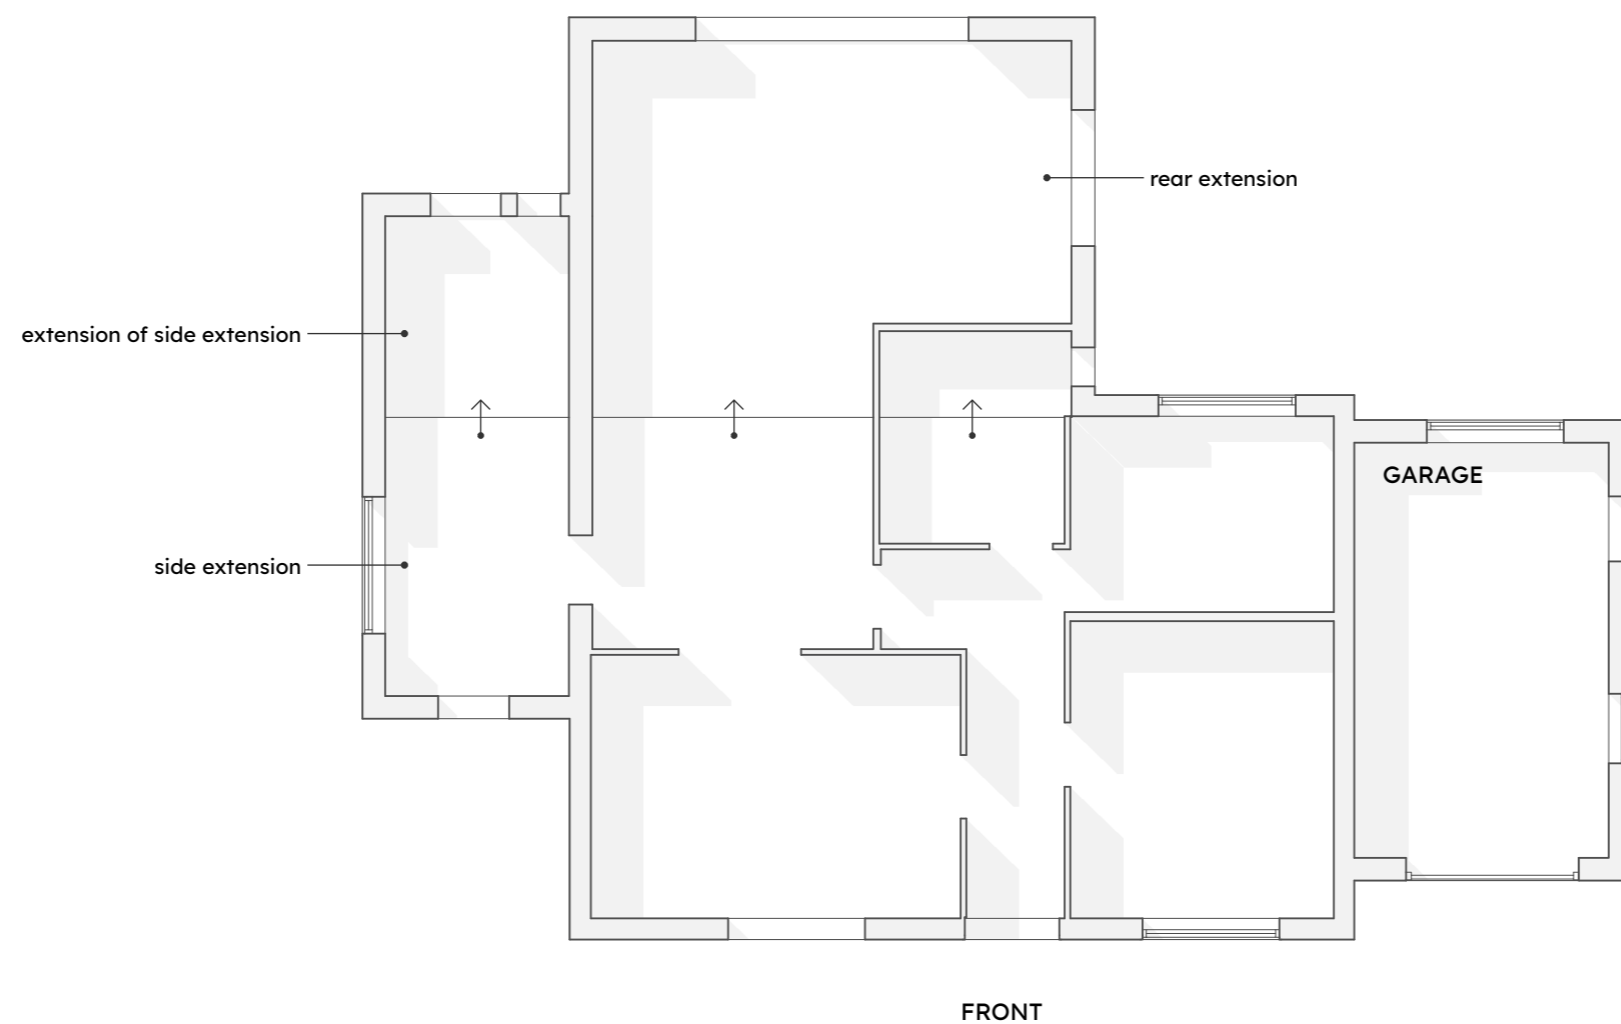 rear extension
extension of side extension
GARAGE
side extension
FRONT